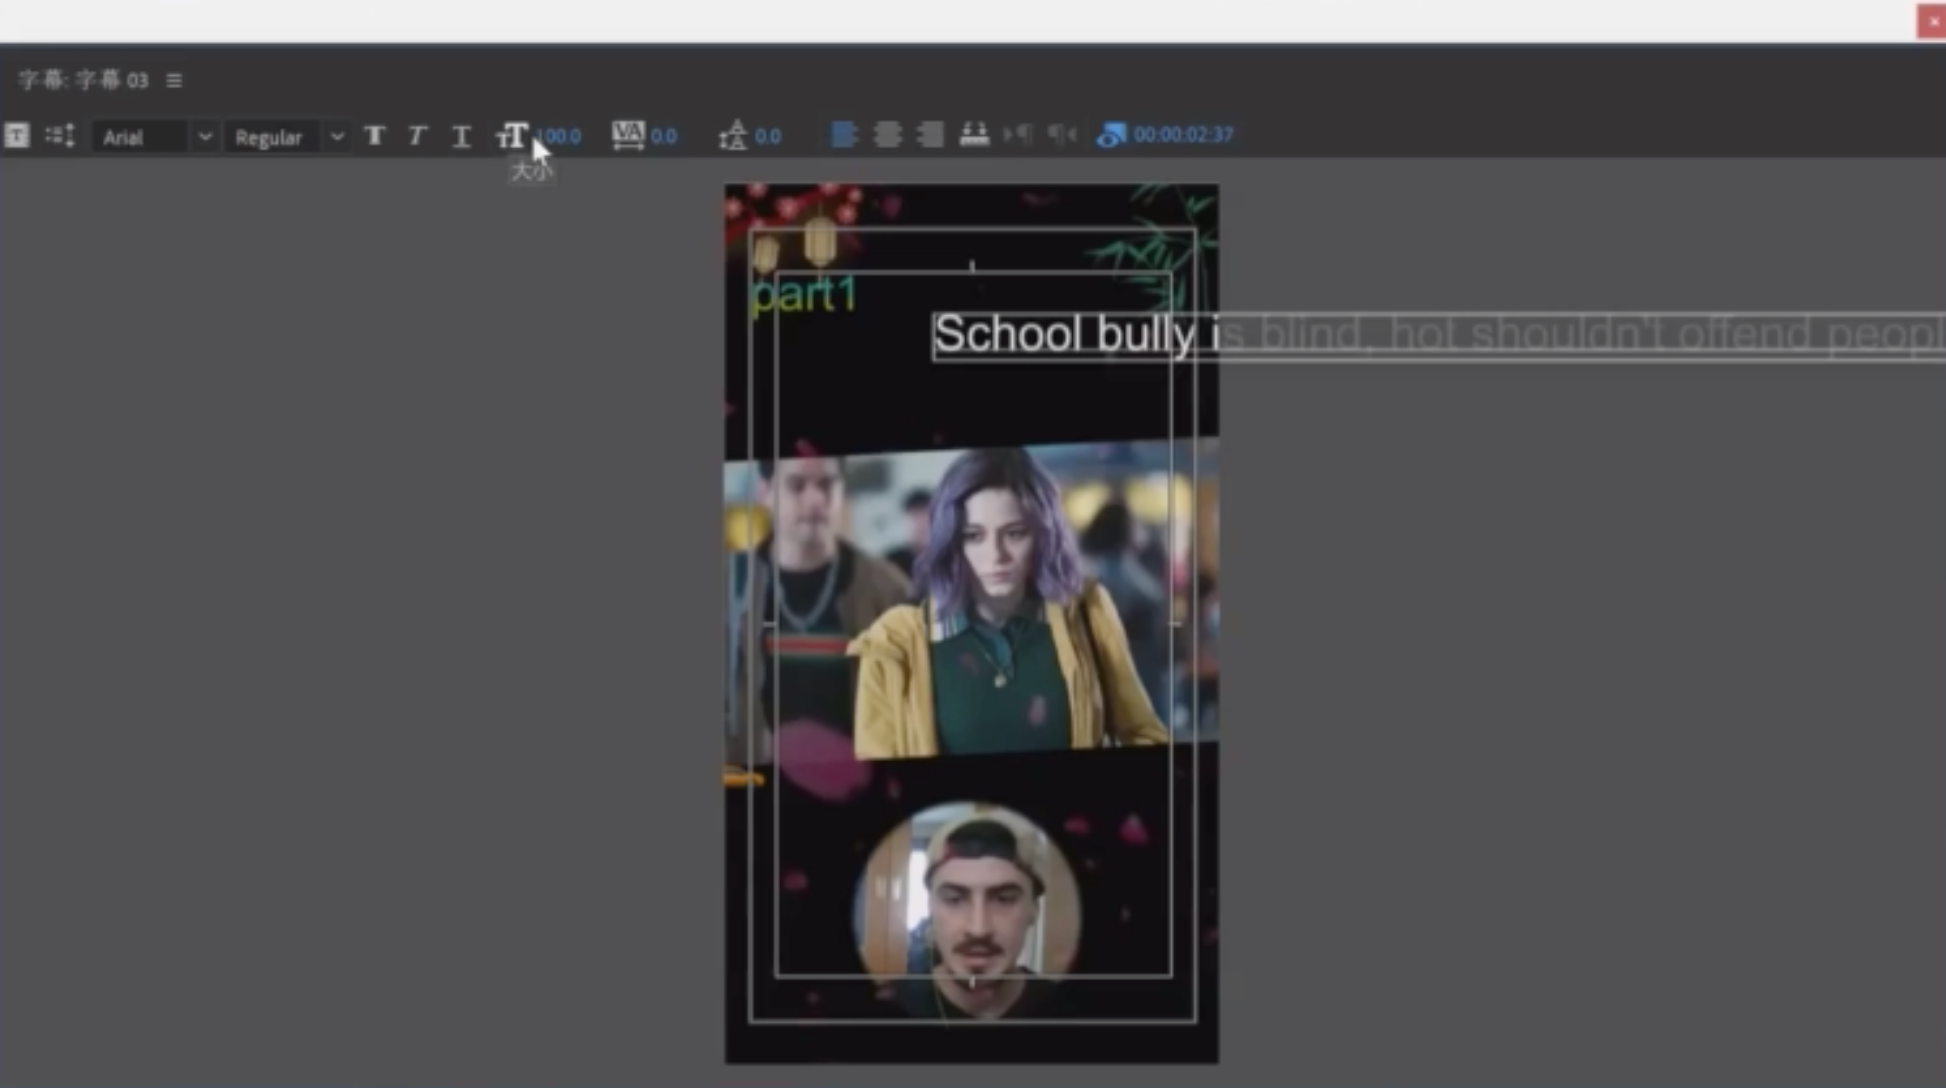 字幕: 字幕 03
Arial Regular 100.0 0.0 0.0 00:00:02:37
大小
part1
School bully is blind, hot shouldn't offend peopl